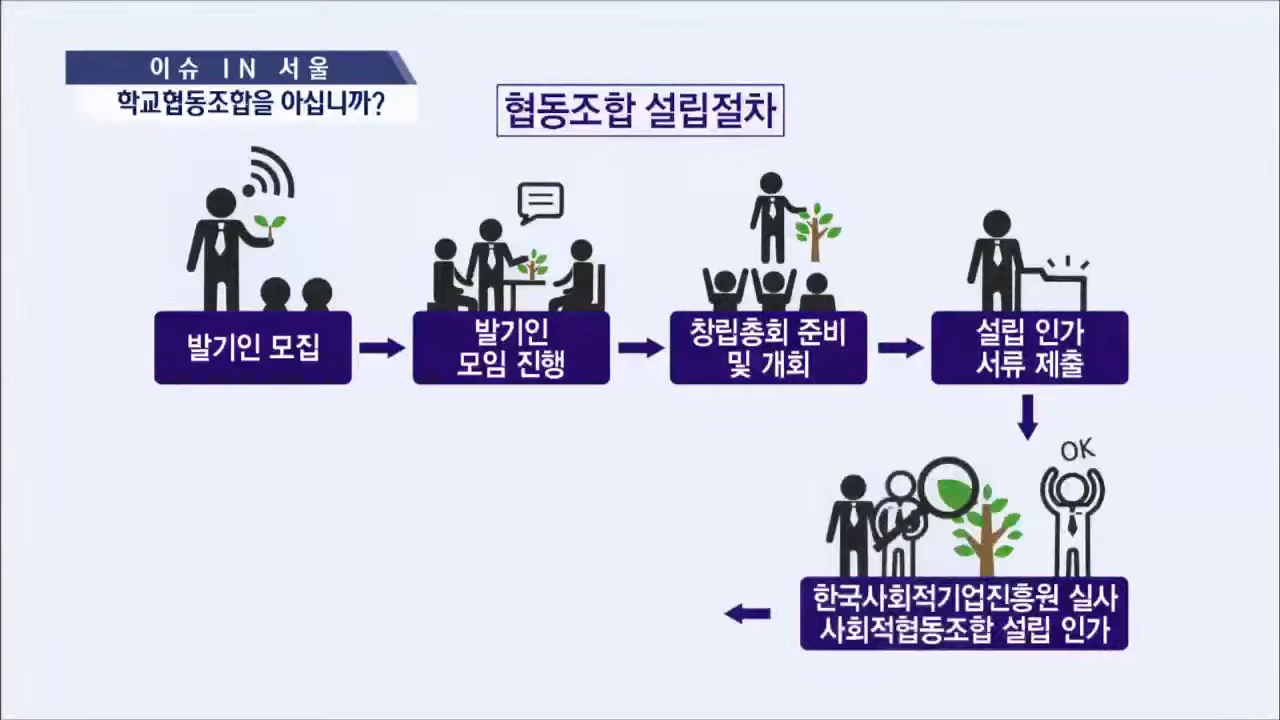 이슈 IN 서울
학교협동조합을 아십니까?
협동조합 설립절차
발기인 모집
발기인
모임 진행
창립총회 준비
및 개회
설립 인가
서류 제출
OK
한국사회적기업진흥원 실사
사회적협동조합 설립 인가